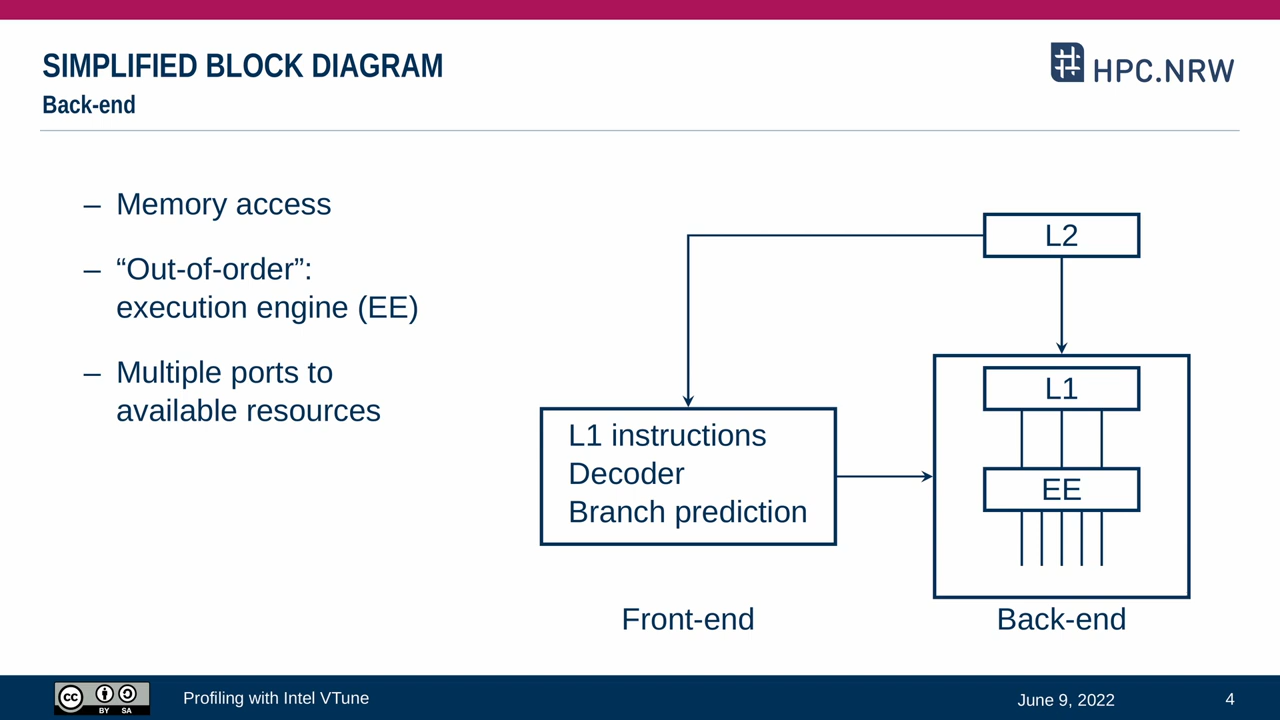 SIMPLIFIED BLOCK DIAGRAM
Back-end
HPC.NRW
– Memory access
– “Out-of-order”:
execution engine (EE)
– Multiple ports to
available resources
L2
L1
EE
L1 instructions
Decoder
Branch prediction
Front-end
Back-end
cc
BY SA
Profiling with Intel VTune
June 9, 2022
4